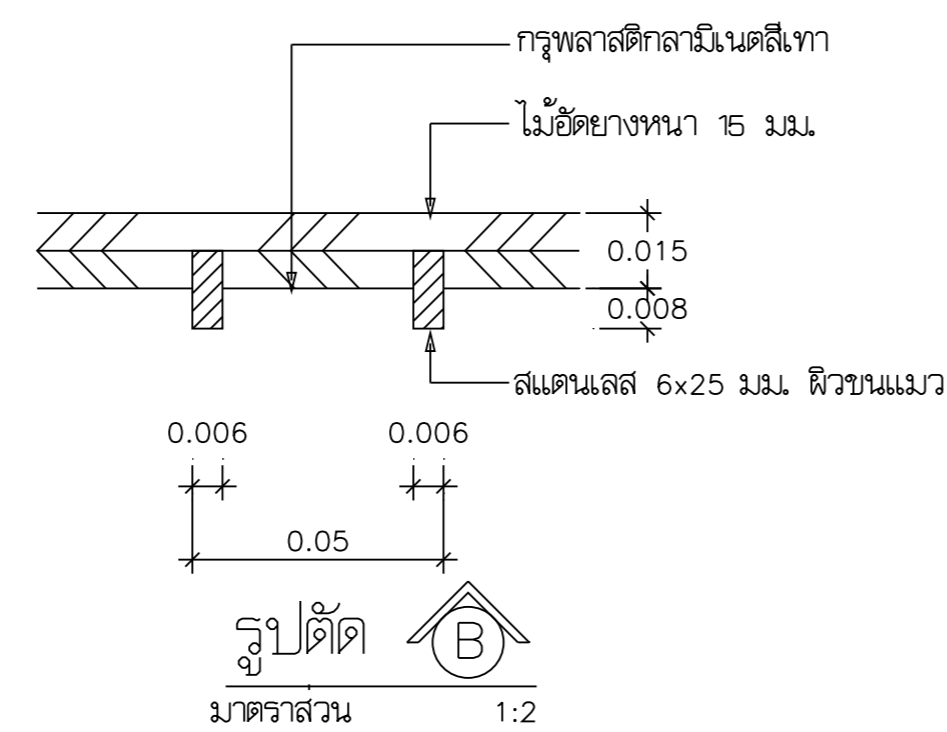 กรุพลาสติกลามิเนตสีเทา
ไม้อัดยางหนา 15 มม.
0.015
0.008
สแตนเลส 6x25 มม. ผิวขนแมว
0.006 0.006
0.05
รูปตัด B
มาตราส่วน 1:2